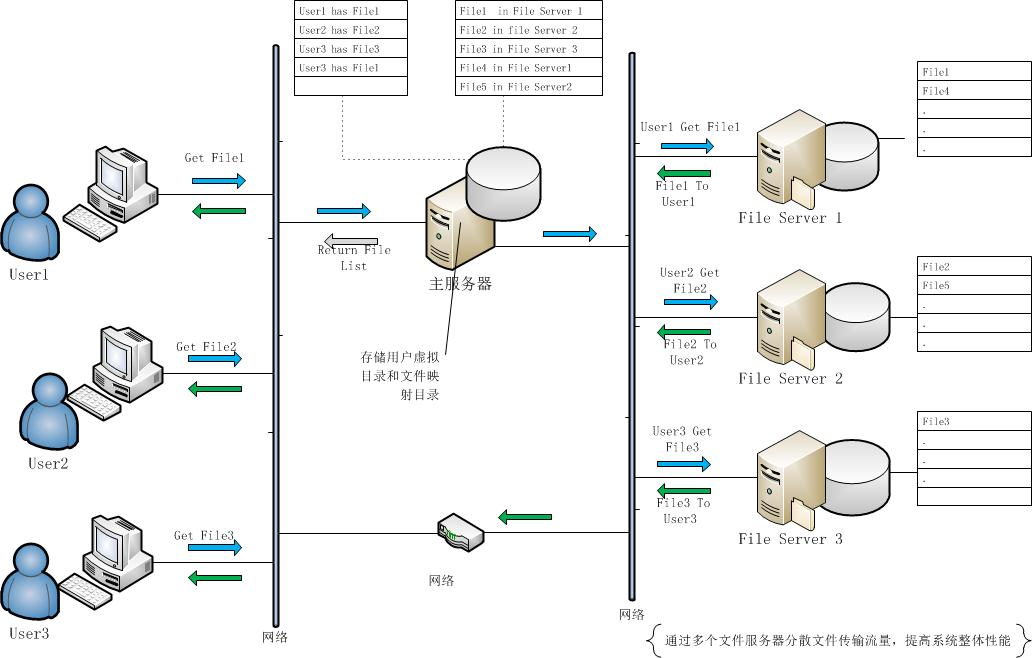 User1 has File1
User2 has File2
User3 has File3
User3 has File1
File1 in File Server 1
File2 in file Server 2
File3 in File Server 3
File4 in File Server1
File5 in File Server2
Get File1
User1
Return File
List
主服务器
存储用户虚拟
目录和文件映
射目录
Get File2
User2
Get File3
User3
网络
网络
网络
User1 Get File1
File1 To
User1
File Server 1
File1
File4
.
.
.
User2 Get
File2
File2 To
User2
File Server 2
File2
File5
.
.
.
User3 Get
File3
File3 To
User3
File Server 3
File3
.
.
.
通过多个文件服务器分散文件传输流量，提高系统整体性能